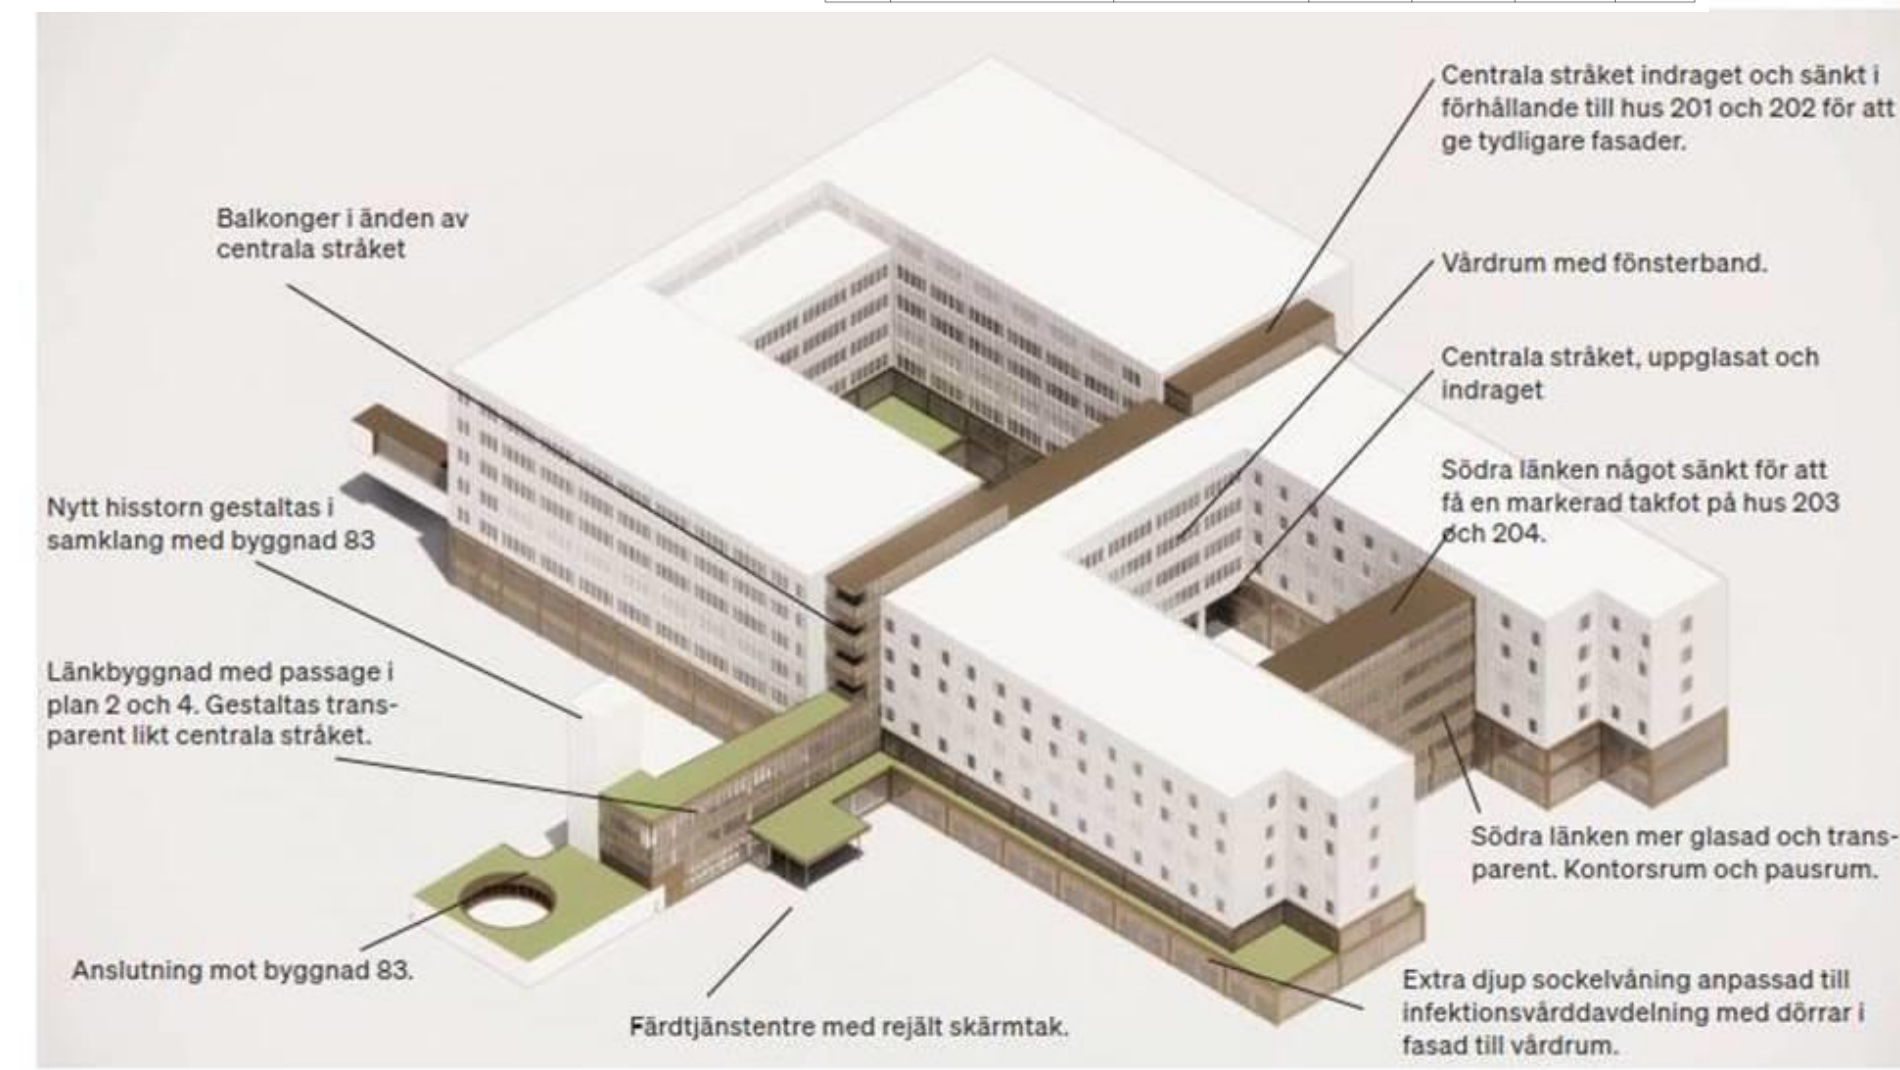 Centrala stråket indraget och sänkt i
förhållande till hus 201 och 202 för att
ge tydligare fasader.
Balkonger i änden av
centrala stråket
Vårdrum med fönsterband.
Centrala stråket, uppglasat och
indraget
Södra länken något sänkt för att
få en markerad takfot på hus 203
och 204.
Nytt hisstorn gestaltas i
samklang med byggnad 83
Länkbyggnad med passage i
plan 2 och 4. Gestaltas trans-
parent likt centrala stråket.
Södra länken mer glasad och trans-
parent. Kontorsrum och pausrum.
Anslutning mot byggnad 83.
Färdtjänstentre med rejält skärmtak.
Extra djup sockelvåning anpassad till
infektionsvårddavdelning med dörrar i
fasad till vårdrum.